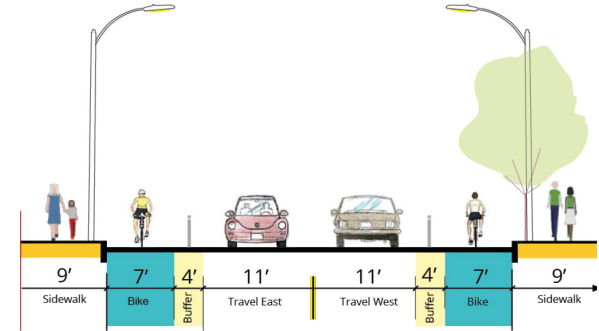 9’ 7’ 4’ 11’ 11’ 4’ 7’ 9’
Sidewalk Bike Buffer Travel East Travel West Buffer Bike Sidewalk